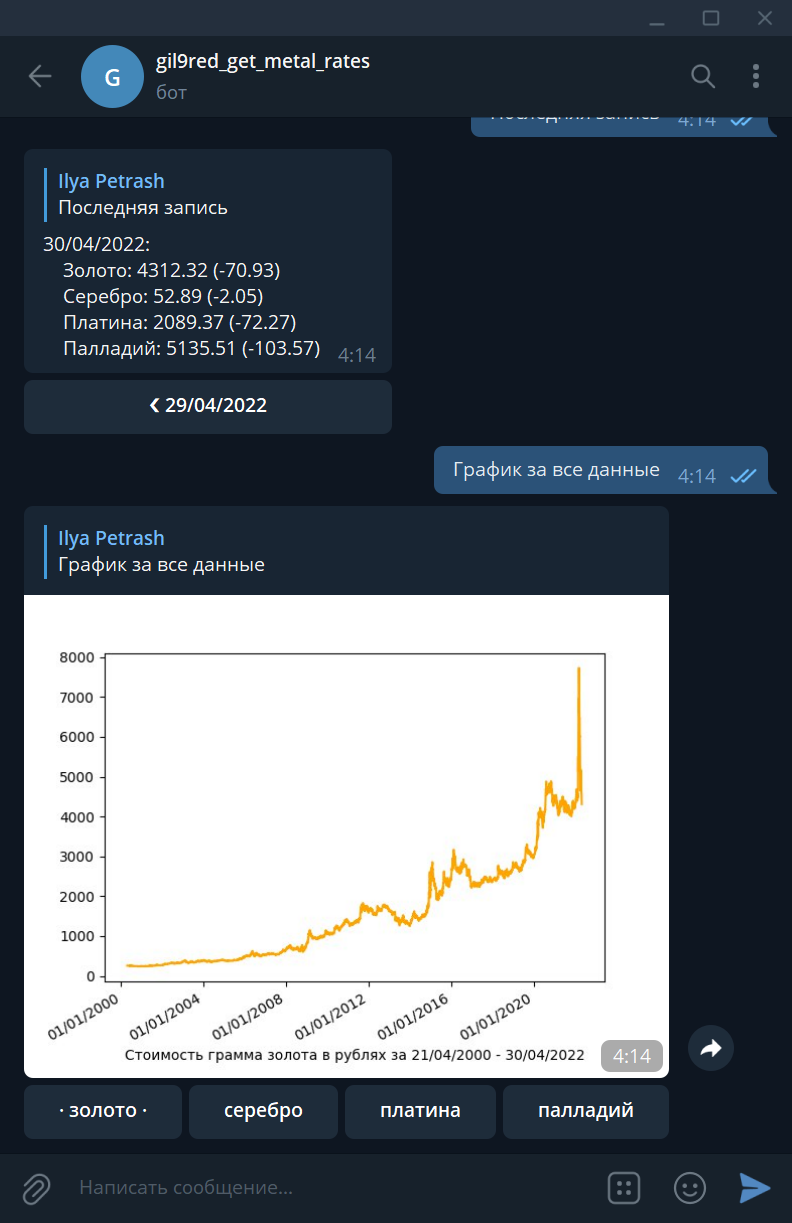 gil9red_get_metal_rates
G
бот
Последняя запись 4:14
Ilya Petrash
Последняя запись
30/04/2022:
Золото: 4312.32 (-70.93)
Серебро: 52.89 (-2.05)
Платина: 2089.37 (-72.27)
Палладий: 5135.51 (-103.57) 4:14
29/04/2022
График за все данные 4:14
Ilya Petrash
График за все данные
8000
7000
6000
5000
4000
3000
2000
1000
0
01/01/2000 01/01/2004 01/01/2008 01/01/2012 01/01/2016 01/01/2020
Стоимость грамма золота в рублях за 21/04/2000 - 30/04/2022
4:14
· золото · серебро платина палладий
Написать сообщение...